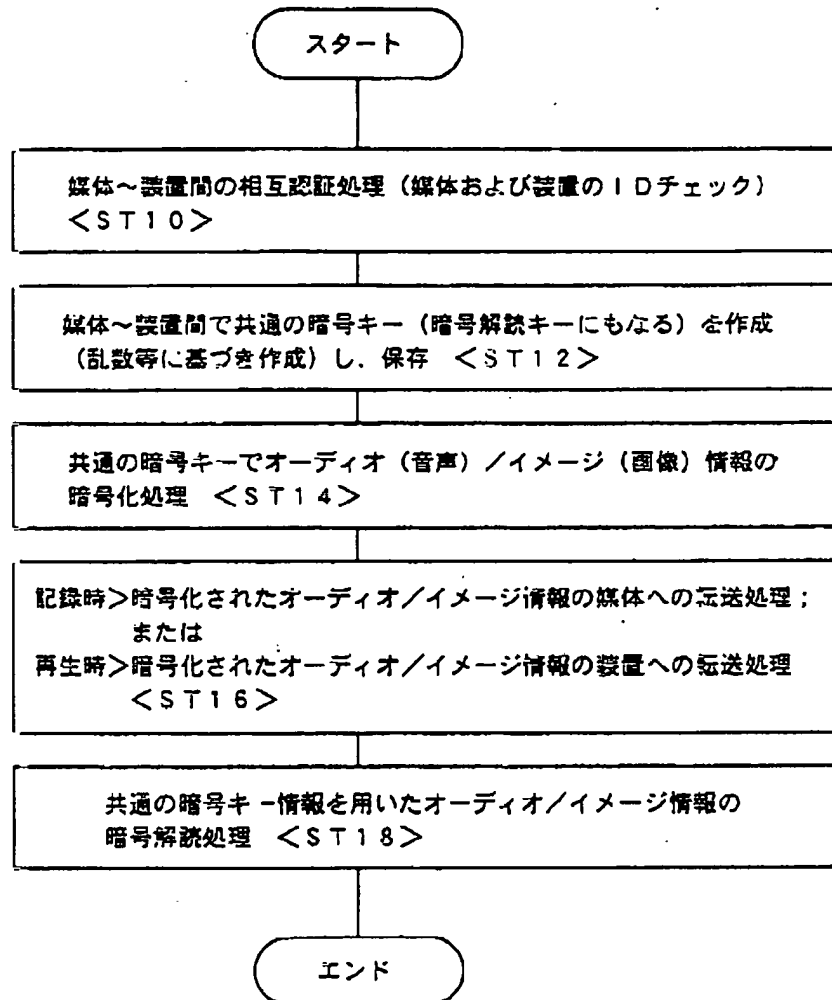 スタート
媒体～装置間の相互認証処理（媒体および装置のＩＤチェック）
＜ＳＴ１０＞
媒体～装置間で共通の暗号キー（暗号解読キーにもなる）を作成
（乱数等に基づき作成）し、保存　＜ＳＴ１２＞
共通の暗号キーでオーディオ（音声）／イメージ（画像）情報の
暗号化処理　＜ＳＴ１４＞
記録時＞暗号化されたオーディオ／イメージ情報の媒体への転送処理；
または
再生時＞暗号化されたオーディオ／イメージ情報の装置への転送処理
＜ＳＴ１６＞
共通の暗号キー情報を用いたオーディオ／イメージ情報の
暗号解読処理　＜ＳＴ１８＞
エンド